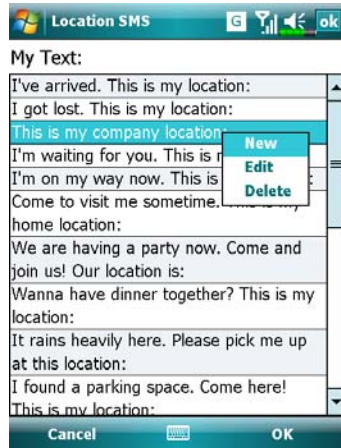 Location SMS G ok
My Text:
I've arrived. This is my location:
I got lost. This is my location:
This is my company location:
New
I'm waiting for you. This is
Edit
I'm on my way now. This is :
Delete
Come to visit me sometime. This is my
home location:
We are having a party now. Come and
join us! Our location is:
Wanna have dinner together? This is my
location:
It rains heavily here. Please pick me up
at this location:
I found a parking space. Come here!
This is my location:
Cancel OK